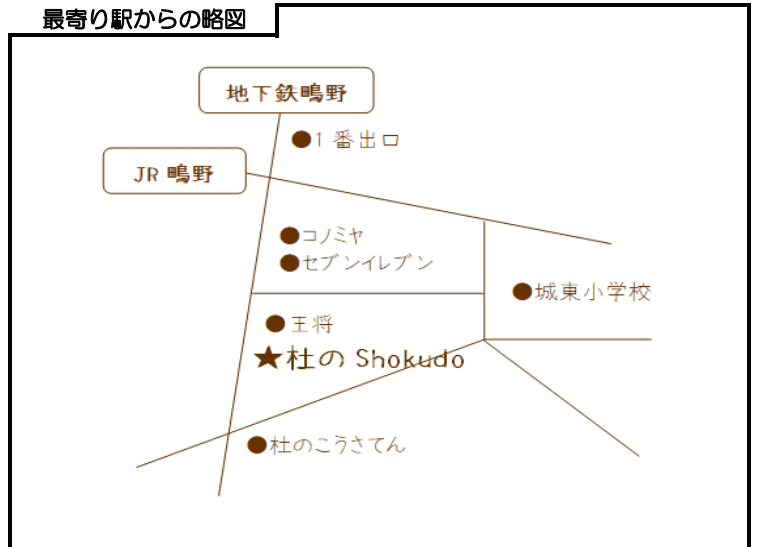 最寄り駅からの略図
地下鉄鴫野
●1番出口
JR 鴫野
●コノミヤ
●セブンイレブン
●城東小学校
●王将
★杜の Shokudo
●杜のこうさてん